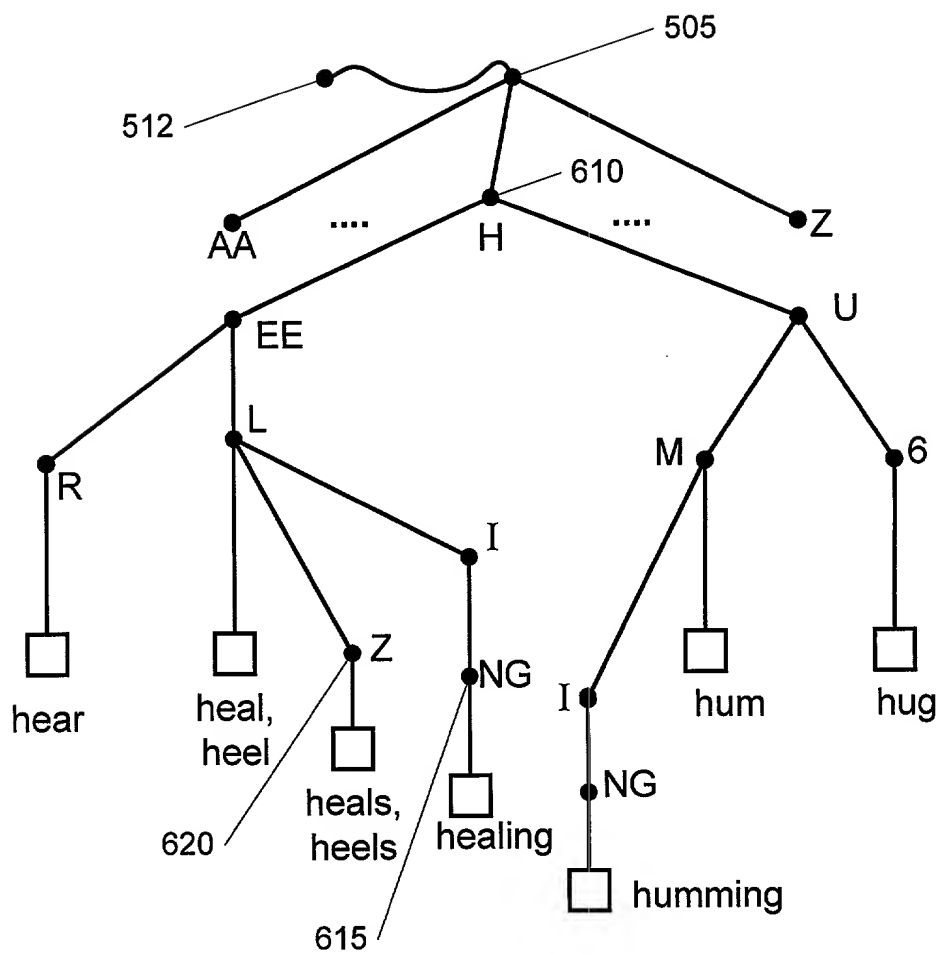 505
512
610
AA
....
H
....
Z
EE
U
L
M
6
R
I
Z
NG
I
hear
heal,
heel
hum
hug
NG
620
heals,
heels
healing
humming
615